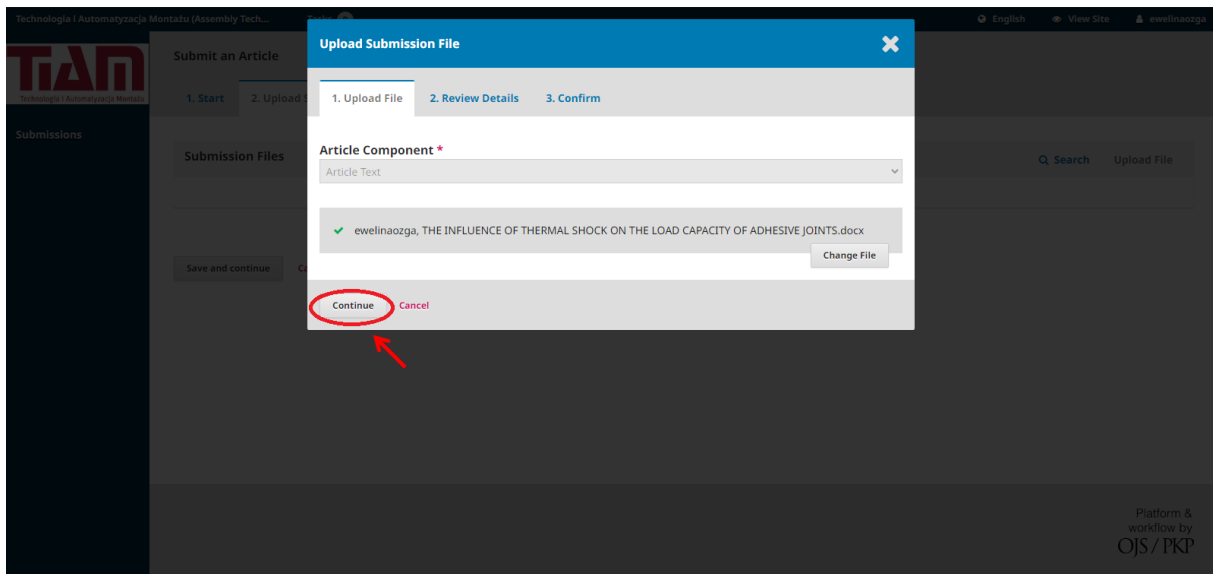 Technologia i Automatyzacja Montażu (Assembly Tech...
Tasks
English
View Site
ewelinaozga
TiAM
Technologia i Automatyzacja Montażu
Submissions
Submit an Article
1. Start
2. Upload S
Submission Files
Search
Upload File
Save and continue
Ca
Upload Submission File
1. Upload File
2. Review Details
3. Confirm
Article Component *
Article Text
ewelinaozga, THE INFLUENCE OF THERMAL SHOCK ON THE LOAD CAPACITY OF ADHESIVE JOINTS.docx
Change File
Continue
Cancel
Platform &
workflow by
OJS / PKP